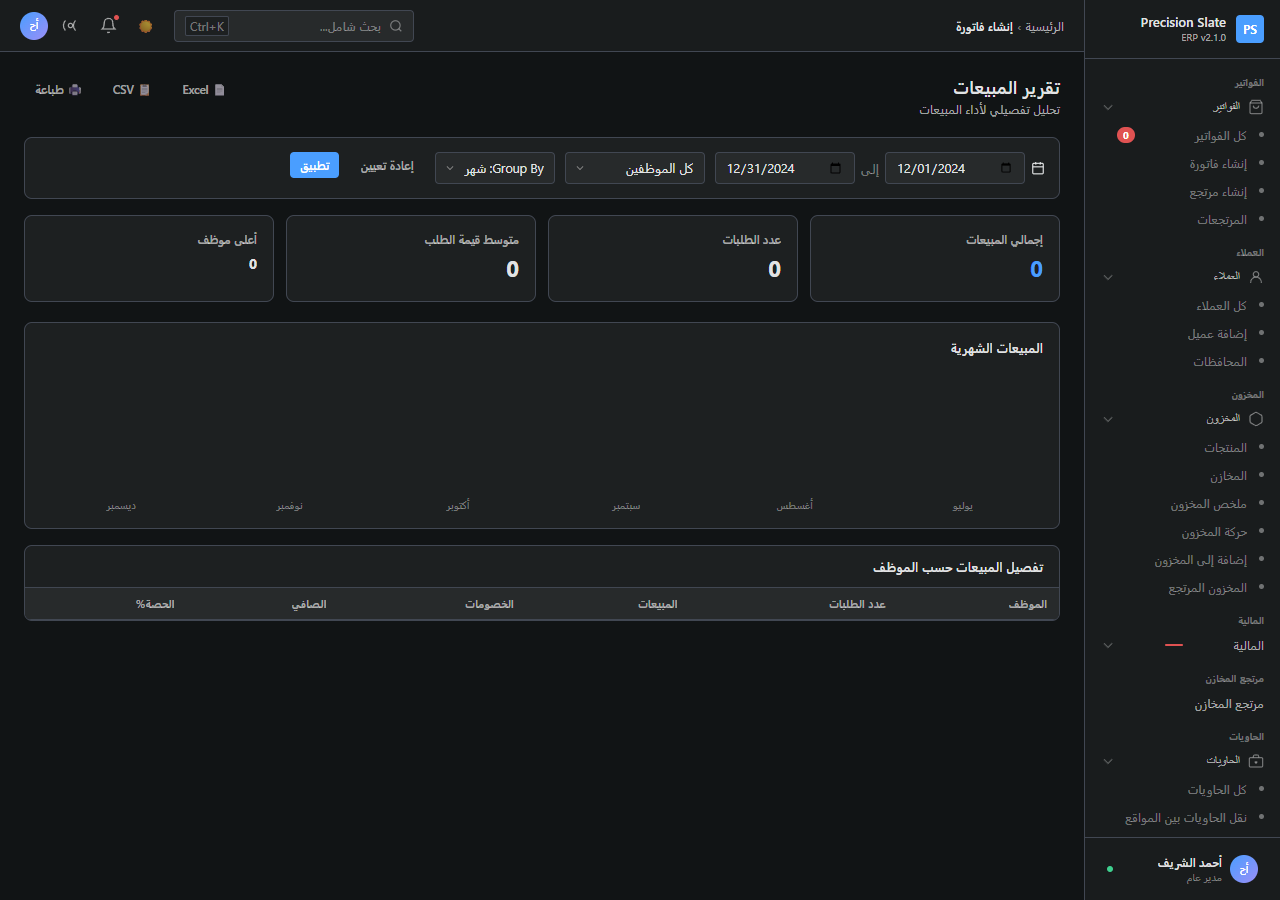 PS
Precision Slate
ERP v2.1.0
الرئيسية › إنشاء فاتورة
بحث شامل...
Ctrl+K
أح
الفواتير
الفواتير
كل الفواتير
0
إنشاء فاتورة
إنشاء مرتجع
المرتجعات
العملاء
العملاء
كل العملاء
إضافة عميل
المحافظات
المخزون
المخزون
المنتجات
المخازن
ملخص المخزون
حركة المخزون
إضافة إلى المخزون
المخزون المرتجع
المالية
المالية
مرتجع المخازن
مرتجع المخازن
الحاويات
الحاويات
كل الحاويات
نقل الحاويات بين المواقع
أح
أحمد الشريف
مدير عام
تقرير المبيعات
تحليل تفصيلي لأداء المبيعات
Excel
CSV
طباعة
12/01/2024
إلى
12/31/2024
كل الموظفين
Group By: شهر
إعادة تعيين
تطبيق
إجمالي المبيعات
0
عدد الطلبات
0
متوسط قيمة الطلب
0
أعلى موظف
0
المبيعات الشهرية
يوليو
أغسطس
سبتمبر
أكتوبر
نوفمبر
ديسمبر
تفصيل المبيعات حسب الموظف
الموظف
عدد الطلبات
المبيعات
الخصومات
الصافي
الحصة%